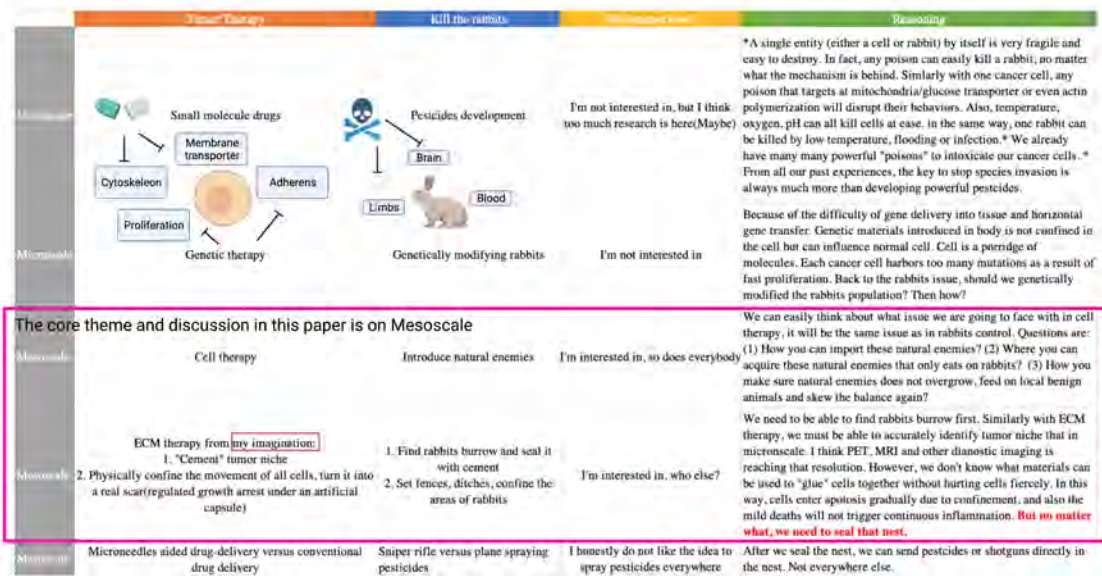 Tumor Therapy
Kill the rabbits
Reasoning
Small molecule drugs
Membrane
transporter
Cytoskeleon
Adherens
Proliferation
Genetic therapy
Pesticides development
Brain
Limbs
Blood
Genetically modifying rabbits
I'm not interested in, but I think
too much research is here(Maybe)
*A single entity (either a cell or rabbit) by itself is very fragile and
easy to destroy. In fact, any poison can easily kill a rabbit, no matter
what the mechanism is behind. Simlarly with one cancer cell, any
poison that targets at mitochondria/glucose transporter or even actin
polymerization will disrupt their behaviors. Also, temperature,
oxygen, pH can all kill cells at ease. in the same way, one rabbit can
be killed by low temperature, flooding or infection.* We already
have many many powerful "poisons" to intoxicate our cancer cells. *
From all our past experiences, the key to stop species invasion is
always much more than developing powerful pestcides.
Microscale
I'm not interested in
Because of the difficulty of gene delivery into tissue and horizontal
gene transfer. Genetic materials introduced in body is not confined in
the cell but can influence normal cell. Cell is a porridge of
molecules. Each cancer cell harbors too many mutations as a result of
fast proliferation. Back to the rabbits issue, should we genetically
modified the rabbits population? Then how?
The core theme and discussion in this paper is on Mesoscale
Mesoscale
Cell therapy
Introduce natural enemies
I'm interested in, so does everybody
We can easily think about what issue we are going to face with in cell
therapy, it will be the same issue as in rabbits control. Questions are:
(1) How you can import these natural enemies? (2) Where you can
acquire these natural enemies that only eats on rabbits? (3) How you
make sure natural enemies does not overgrow, feed on local benign
animals and skew the balance again?
Mesoscale
ECM therapy from my imagination:
1. "Cement" tumor niche
2. Physically confine the movement of all cells, turn it into
a real scar(regulated growth arrest under an artificial
capsule)
1. Find rabbits burrow and seal it
with cement
2. Set fences, ditches, confine the
areas of rabbits
I'm interested in, who else?
We need to be able to find rabbits burrow first. Similarly with ECM
therapy, we must be able to accurately identify tumor niche that in
micronscale. I think PET, MRI and other dianostic imaging is
reaching that resolution. However, we don't know what materials can
be used to "glue" cells together without hurting cells fiercely. In this
way, cells enter apotosis gradually due to confinement, and also the
mild deaths will not trigger continuous inflammation. But no matter
what, we need to seal that nest.
Mesoscale
Microneedles aided drug-delivery versus conventional
drug delivery
Sniper rifle versus plane spraying
pesticides
I honestly do not like the idea to
spray pesticides everywhere
After we seal the nest, we can send pestcides or shotguns directly in
the nest. Not everywhere else.